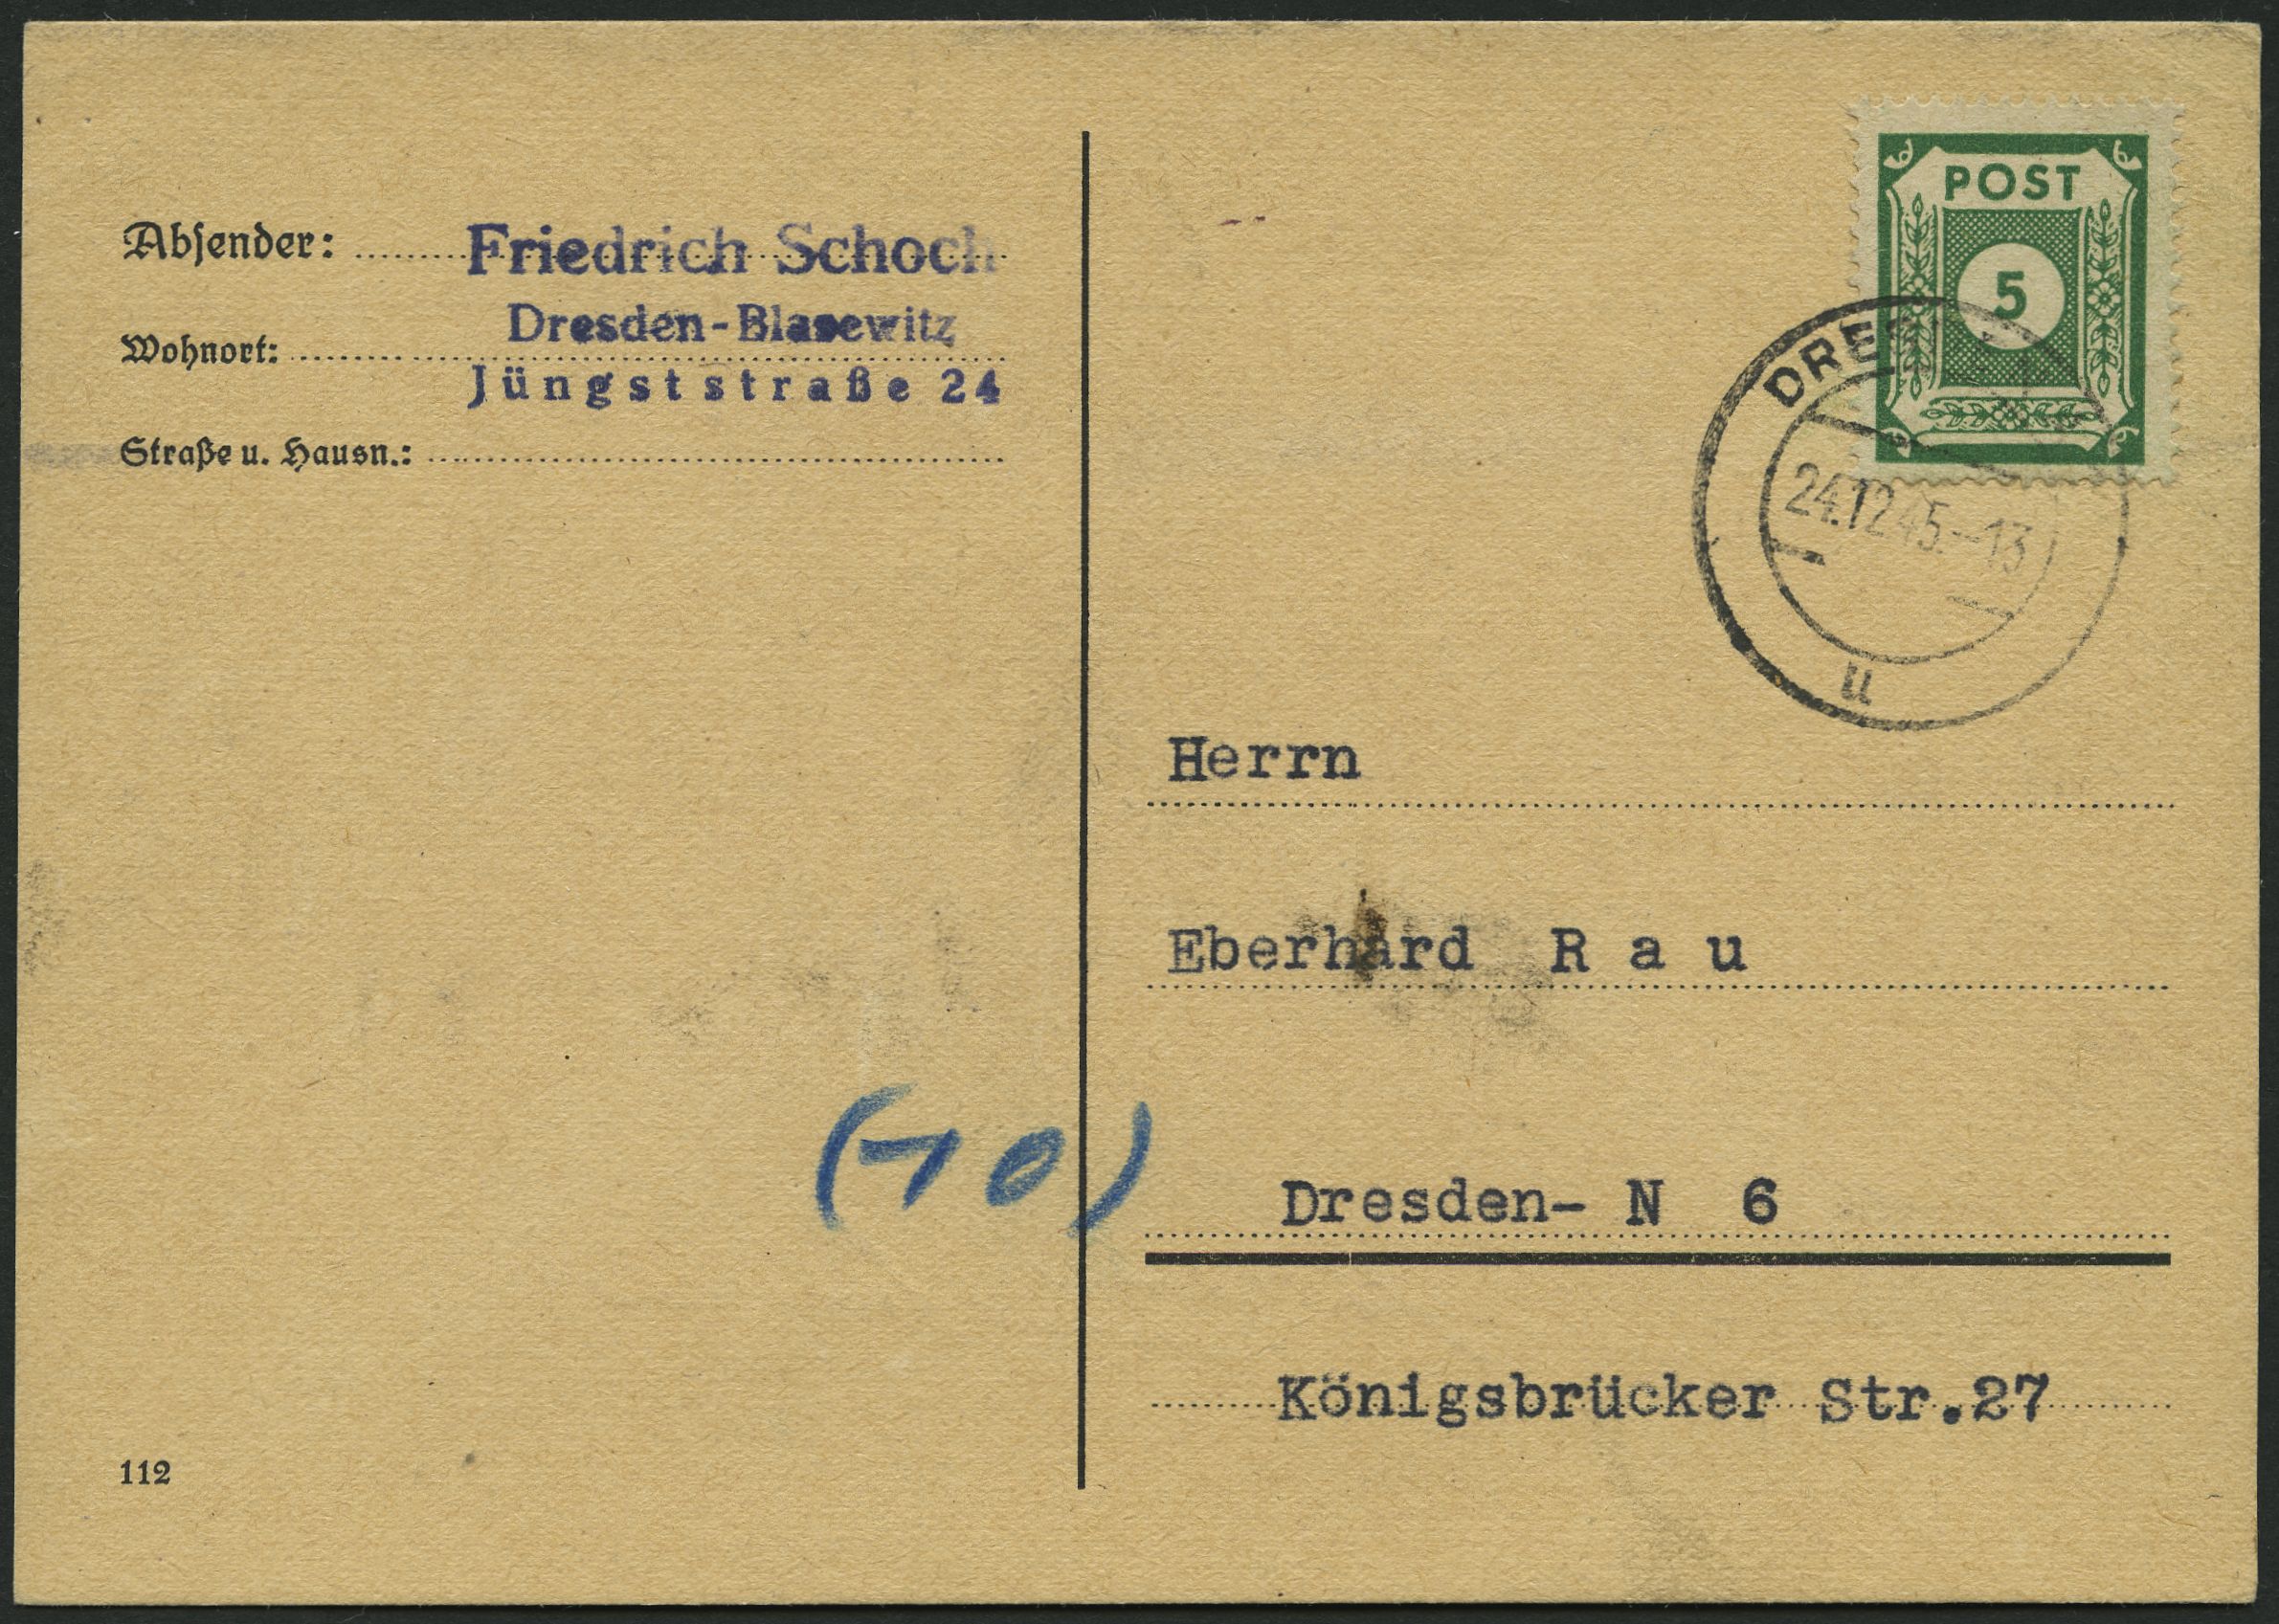 Absender: Friedrich Schoch
Wohnort: Dresden-Blasewitz
Jüngststraße 24
Straße u. Hausn.:
POST
5
24.12.45.-13
u
Herrn
Eberhard Rau
(10)
Dresden- N 6
Königsbrücker Str.27
112